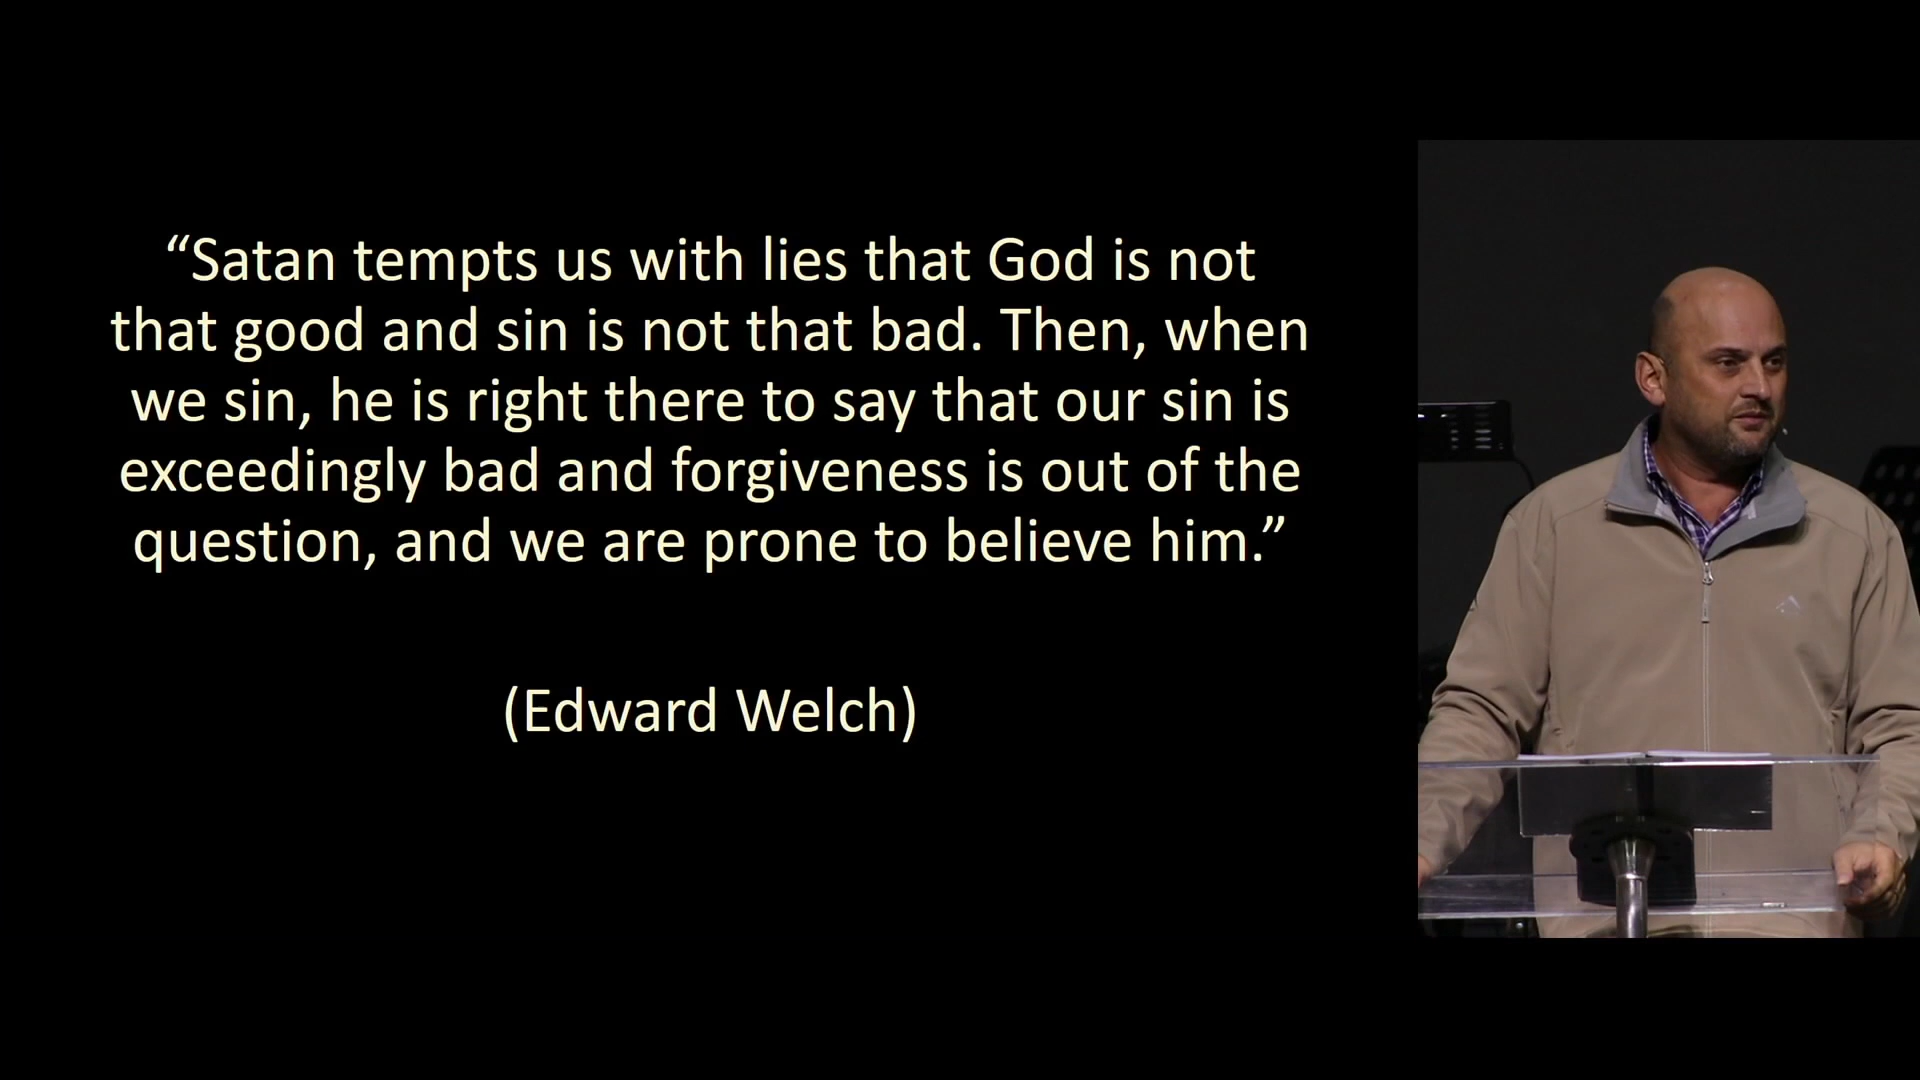 “Satan tempts us with lies that God is not
that good and sin is not that bad. Then, when
we sin, he is right there to say that our sin is
exceedingly bad and forgiveness is out of the
question, and we are prone to believe him.”
(Edward Welch)